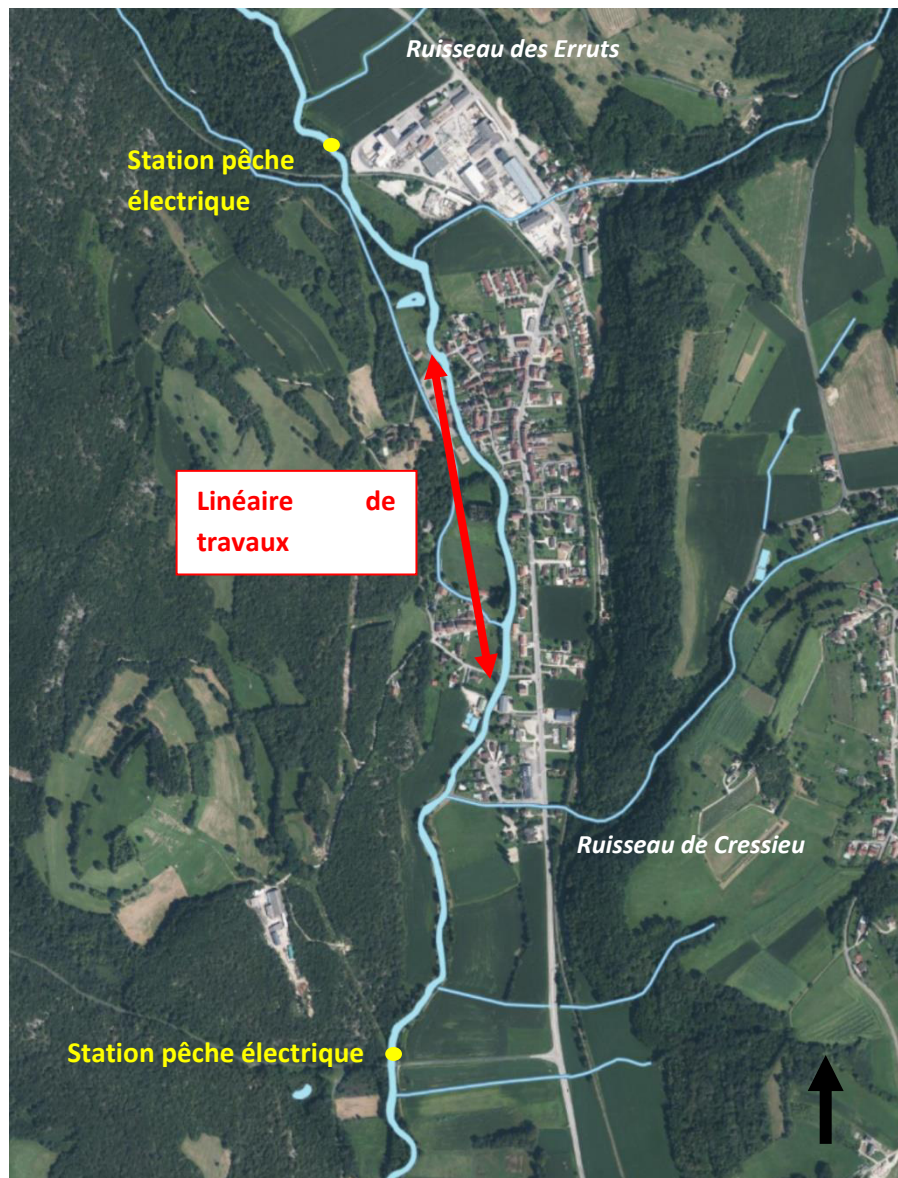 Ruisseau des Erruts
Station pêche
électrique
Linéaire de
travaux
Ruisseau de Cressieu
Station pêche électrique